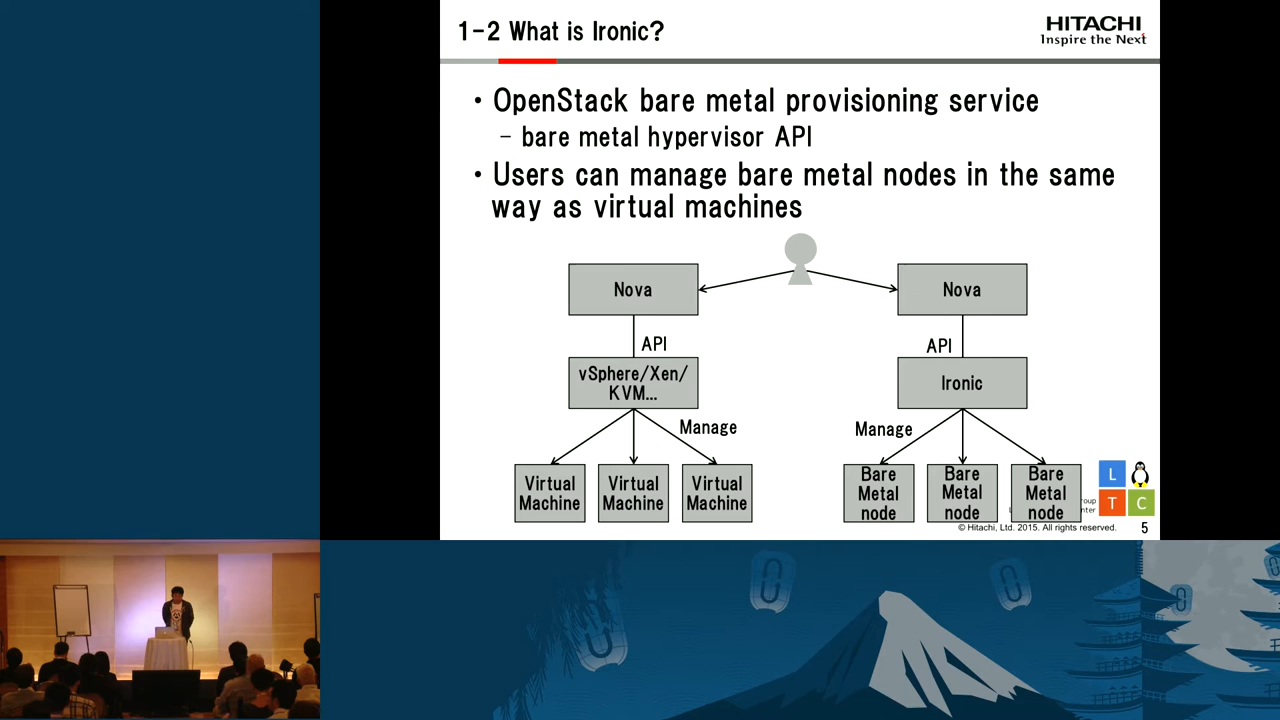 1-2 What is Ironic?
HITACHI
Inspire the Next
• OpenStack bare metal provisioning service
– bare metal hypervisor API
• Users can manage bare metal nodes in the same
way as virtual machines
Nova
Nova
API
API
vSphere/Xen/
KVM...
Ironic
Manage
Manage
Virtual
Machine
Virtual
Machine
Virtual
Machine
Bare
Metal
node
Bare
Metal
node
Bare
Metal
node
L
T
C
© Hitachi, Ltd. 2015. All rights reserved.
5